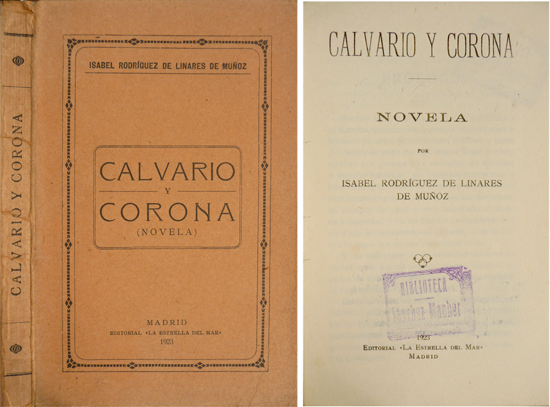 CALVARIO Y CORONA
ISABEL RODRÍGUEZ DE LINARES DE MUÑOZ
CALVARIO
Y
CORONA
(NOVELA)
MADRID
EDITORIAL «LA ESTRELLA DEL MAR»
1923
CALVARIO Y CORONA
NOVELA
POR
ISABEL RODRÍGUEZ DE LINARES
DE MUÑOZ
BIBLIOTECA
1923
EDITORIAL «LA ESTRELLA DEL MAR»
MADRID